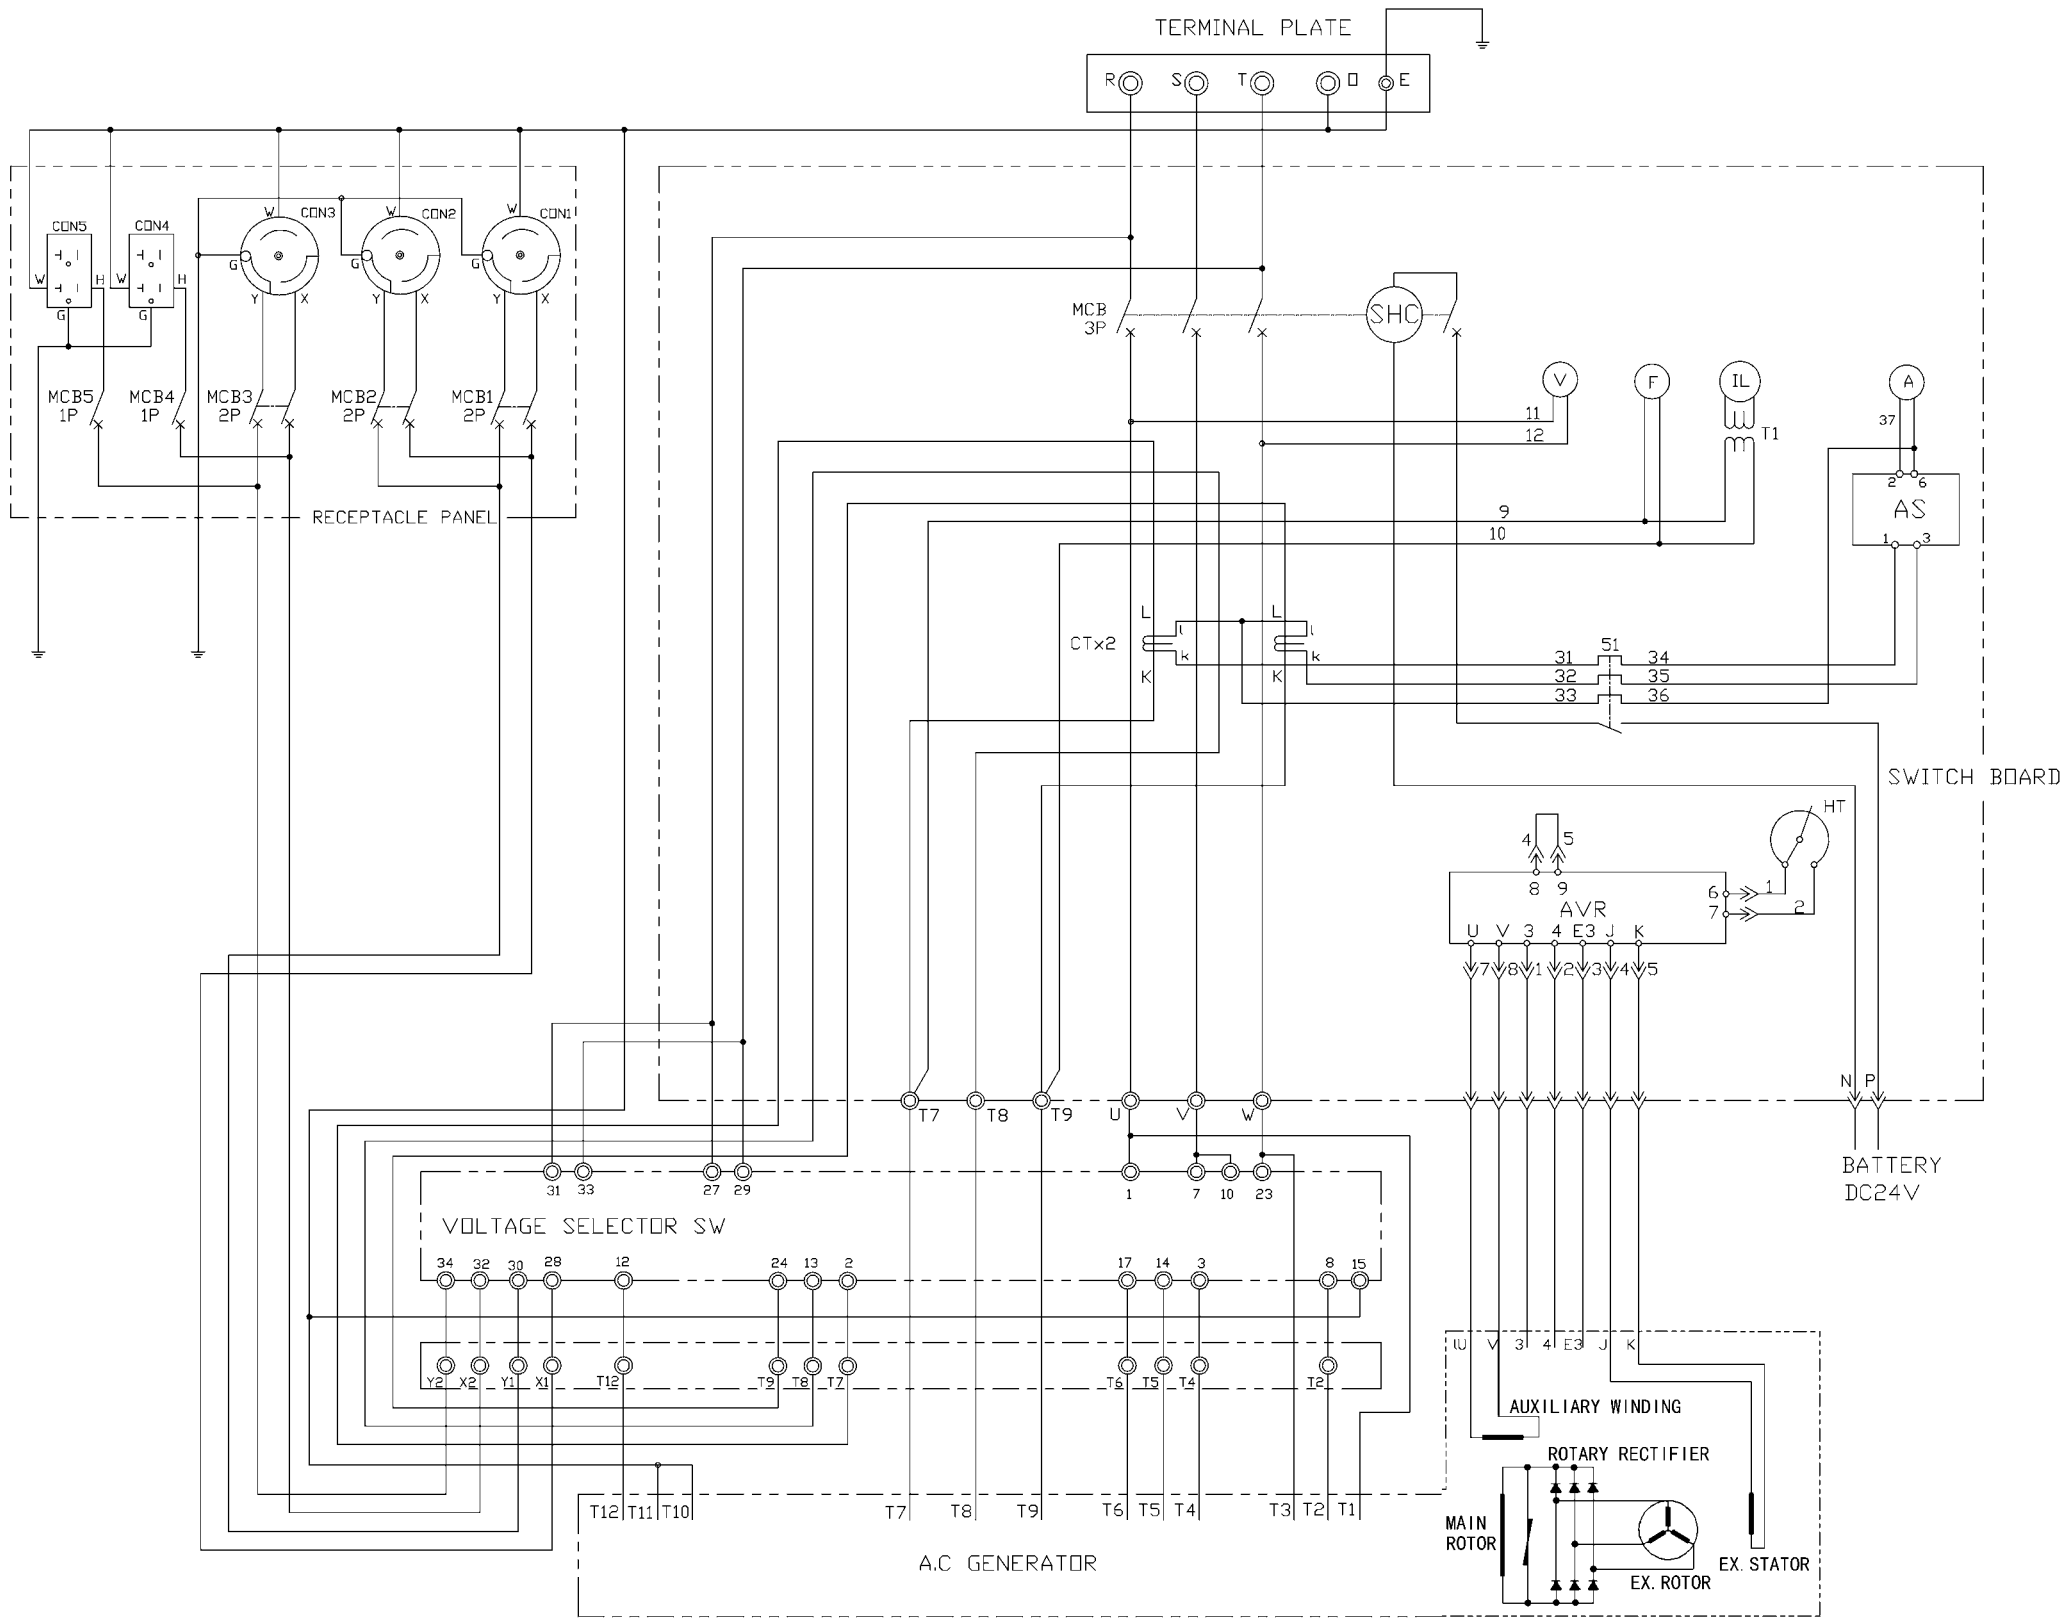 TERMINAL PLATE
R S T O E
CON5 CON4 CON3 CON2 CON1
W W W W W
W H W H
G G G G G
Y X Y X Y X
MCB5 1P
MCB4 1P
MCB3 2P
MCB2 2P
MCB1 2P
RECEPTACLE PANEL
MCB
3P
SHC
V F IL A
11
12
T1
37
2 6
AS
1 3
9
10
L L
l l
CTx2
k k
K K
51
31 34
32 35
33 36
SWITCH BOARD
HT
4 5
8 9
6 1
7 2
AVR
U V 3 4 E3 J K
7 8 1 2 3 4 5
N P
T7 T8 T9 U V W
BATTERY
DC24V
31 33 27 29 1 7 10 23
VOLTAGE SELECTOR SW
34 32 30 28 12 24 13 2 17 14 3 8 15
Y2 X2 Y1 X1 T12 T9 T8 T7 T6 T5 T4 T2
U V 3 4 E3 J K
AUXILIARY WINDING
ROTARY RECTIFIER
T12 T11 T10 T7 T8 T9 T6 T5 T4 T3 T2 T1
MAIN
ROTOR
A.C GENERATOR
EX. STATOR
EX. ROTOR